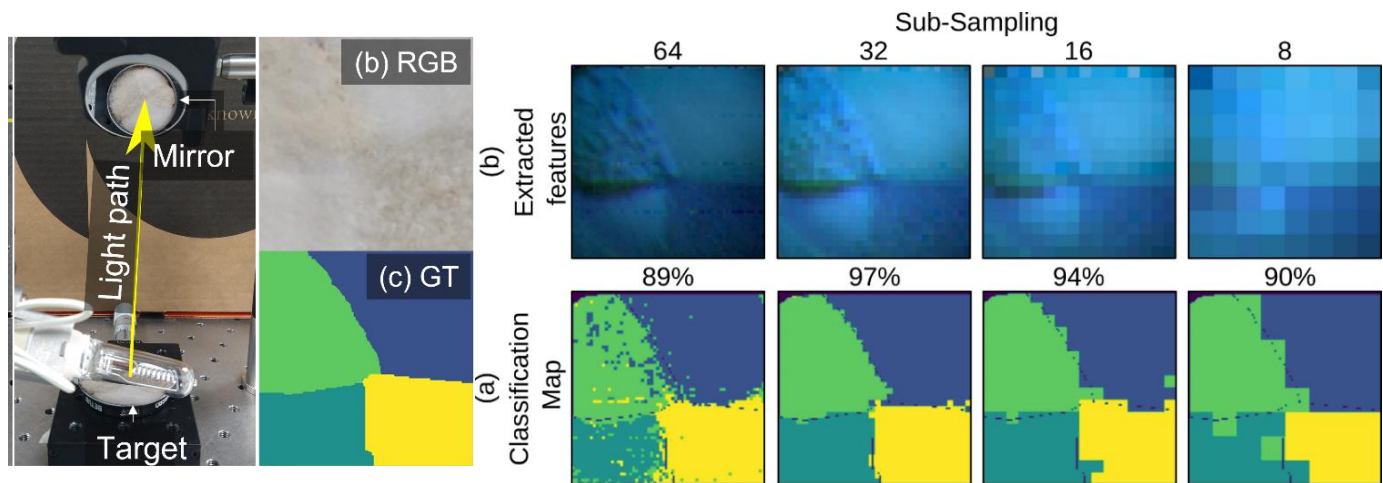 (b) RGB
know
Mirror
Light path
(c) GT
Target
Sub-Sampling
64
32
16
8
(b)
Extracted
features
89%
97%
94%
90%
(a)
Classification
Map